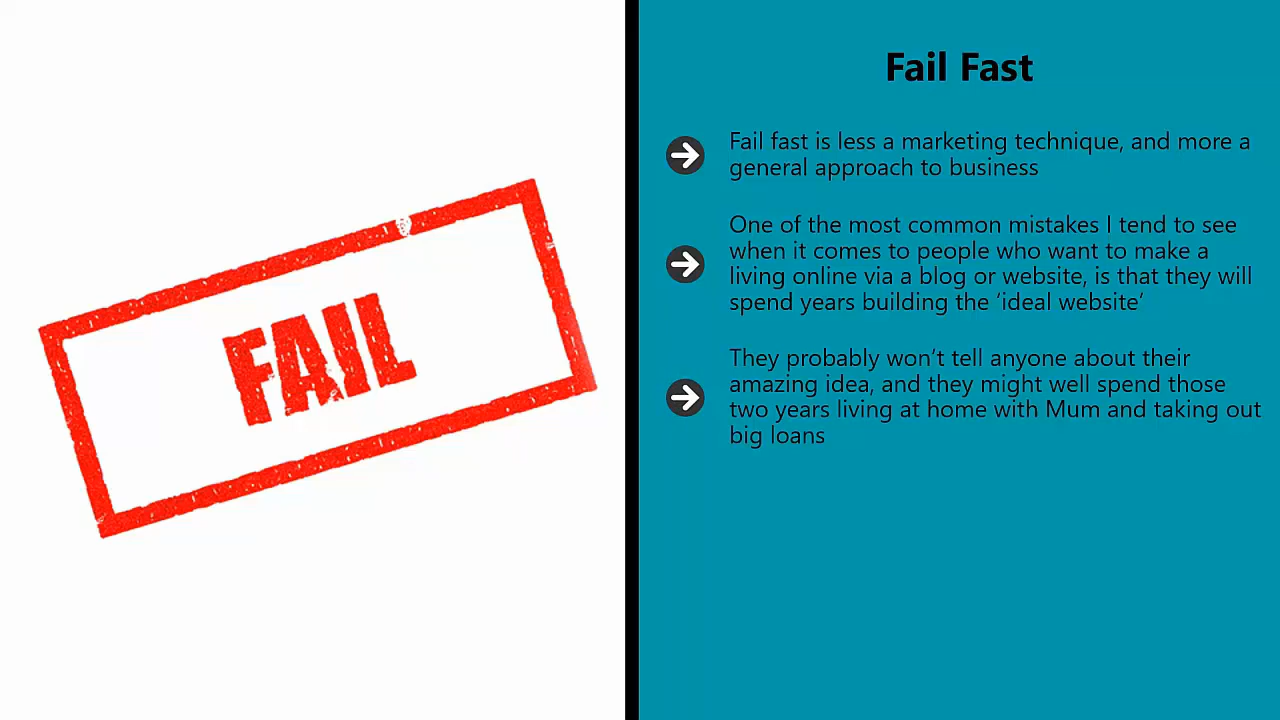 FAIL
Fail Fast
Fail fast is less a marketing technique, and more a
general approach to business
One of the most common mistakes I tend to see
when it comes to people who want to make a
living online via a blog or website, is that they will
spend years building the ‘ideal website’
They probably won’t tell anyone about their
amazing idea, and they might well spend those
two years living at home with Mum and taking out
big loans